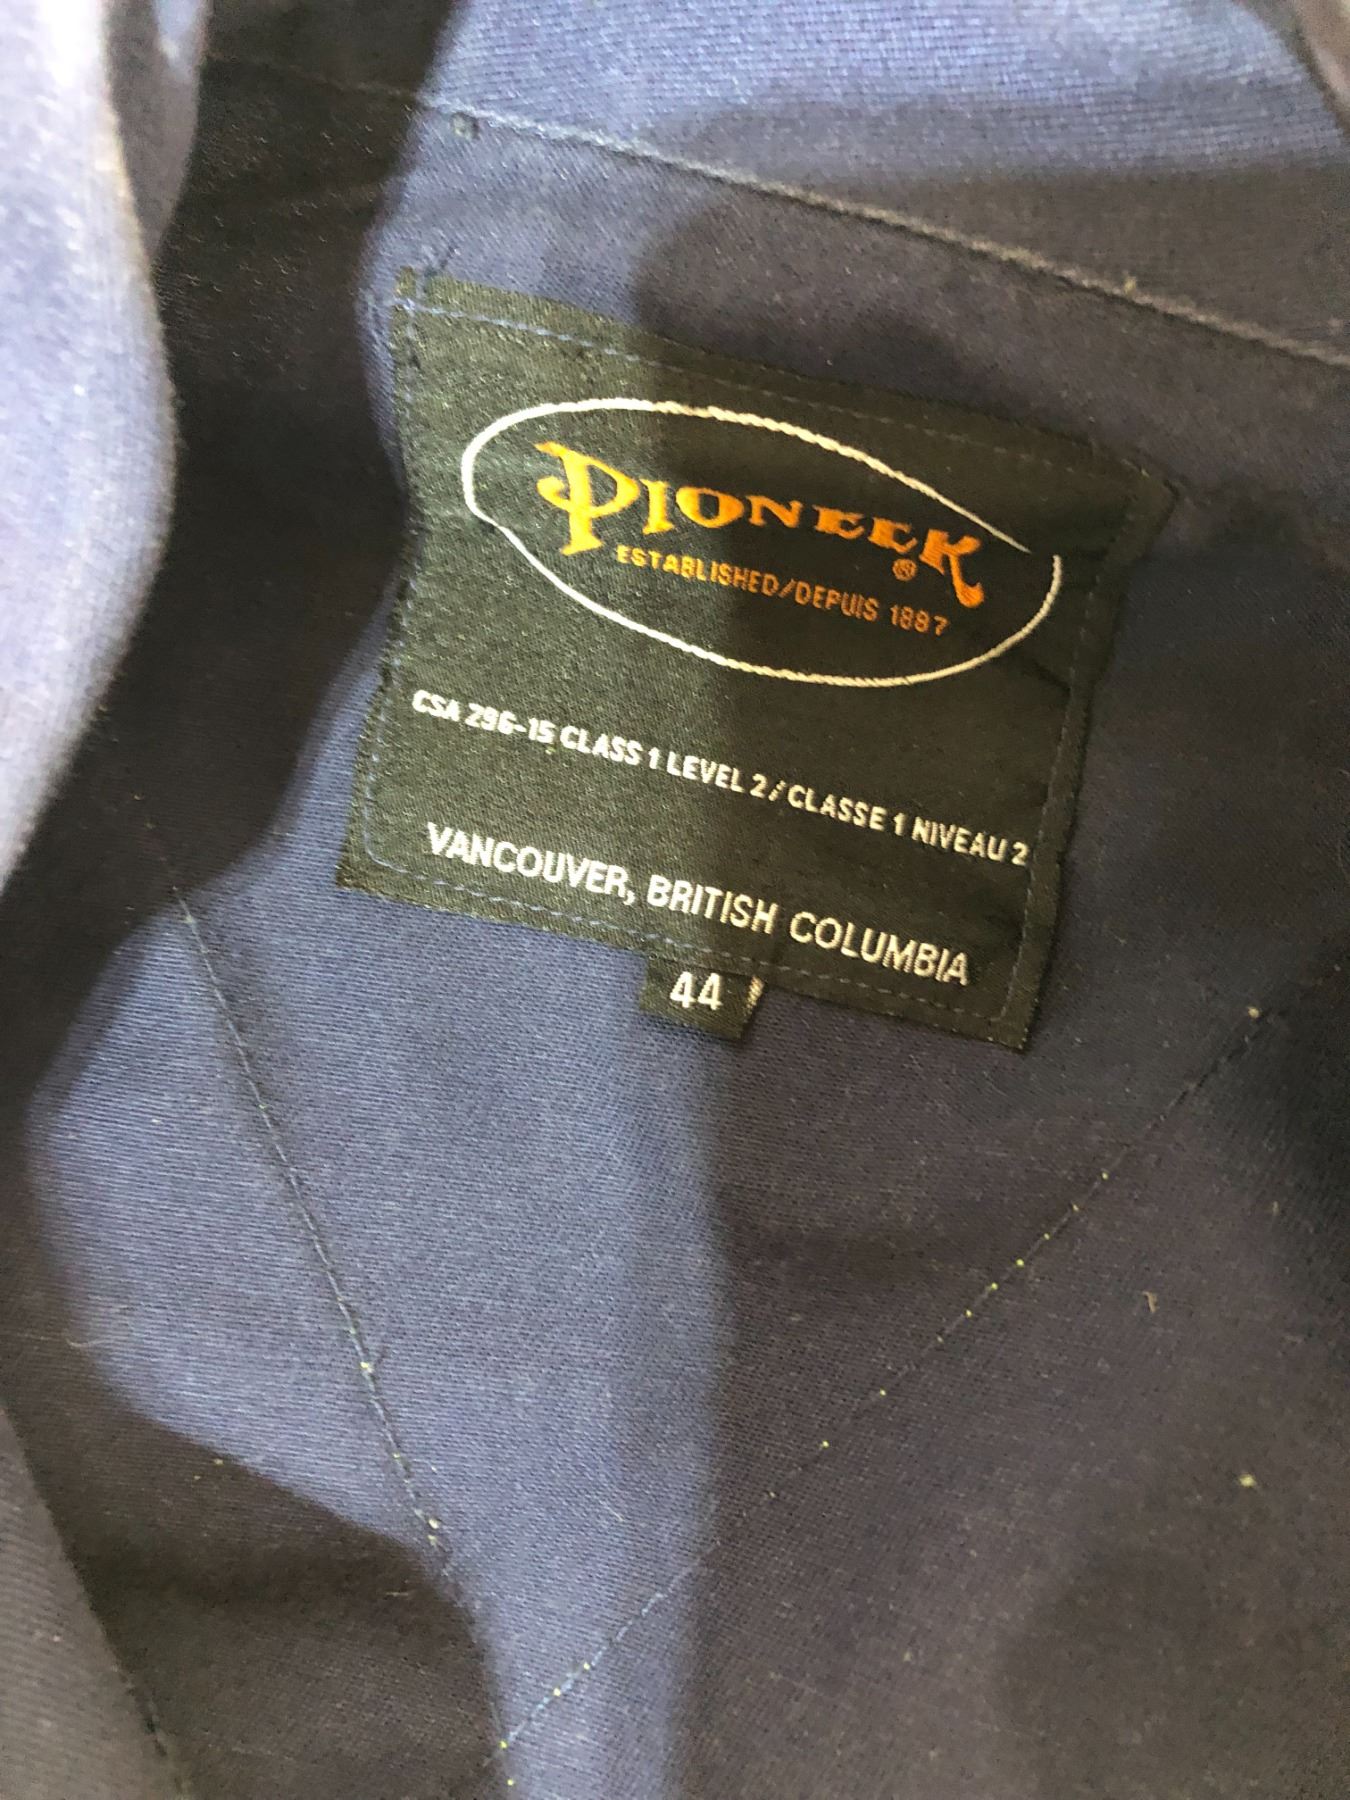 PIONEER®
ESTABLISHED/DEPUIS 1887
CSA Z96-15 CLASS 1 LEVEL 2 / CLASSE 1 NIVEAU 2
VANCOUVER, BRITISH COLUMBIA
44